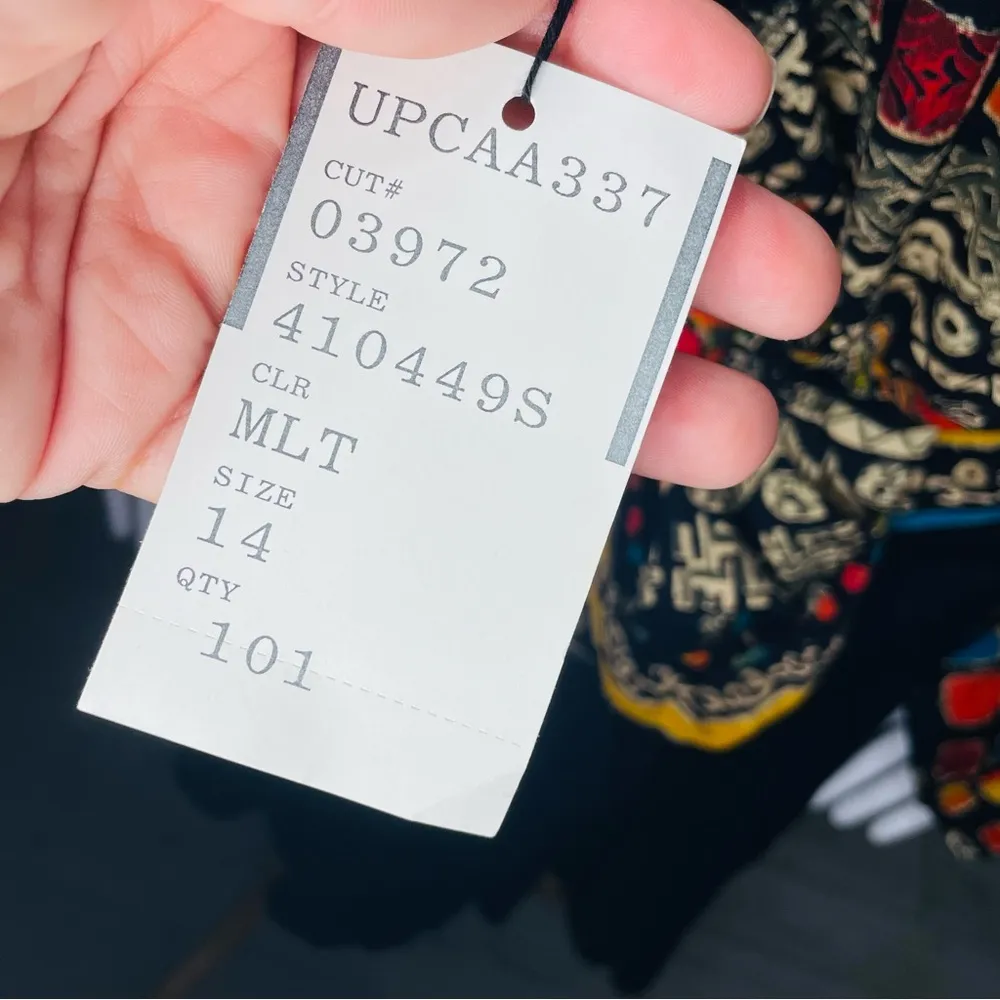 UPCAA337
CUT#
03972
STYLE
410449S
CLR
MLT
SIZE
14
QTY
101